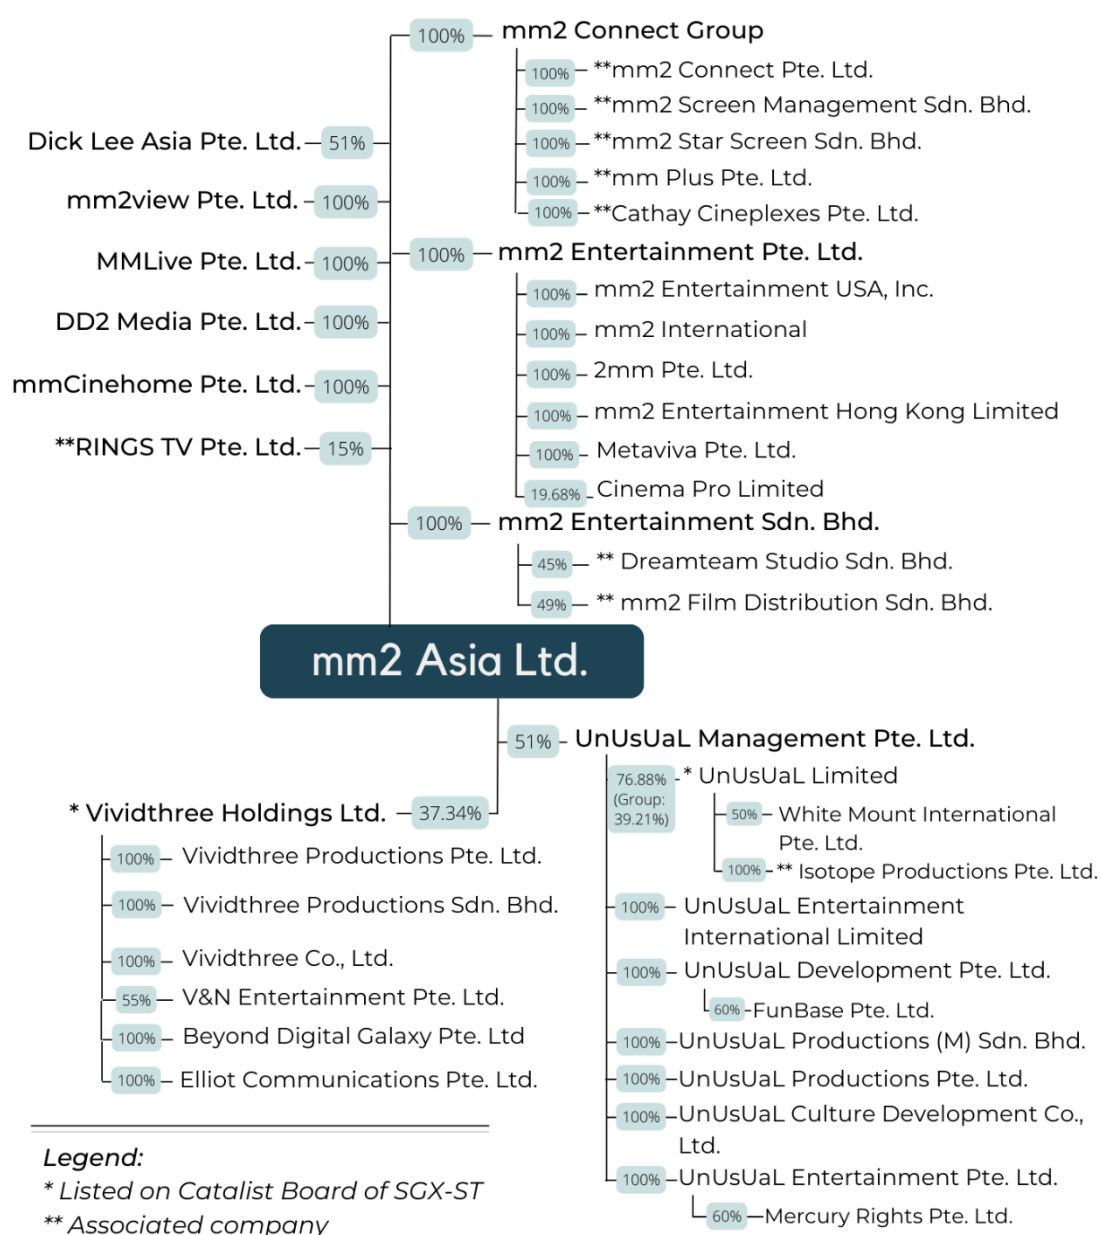 100% mm2 Connect Group
100% **mm2 Connect Pte. Ltd.
100% **mm2 Screen Management Sdn. Bhd.
100% **mm2 Star Screen Sdn. Bhd.
100% **mm Plus Pte. Ltd.
100% **Cathay Cineplexes Pte. Ltd.
Dick Lee Asia Pte. Ltd. 51%
mm2view Pte. Ltd. 100%
MMLive Pte. Ltd. 100%
DD2 Media Pte. Ltd. 100%
mmCinehome Pte. Ltd. 100%
**RINGS TV Pte. Ltd. 15%
100% mm2 Entertainment Pte. Ltd.
100% mm2 Entertainment USA, Inc.
100% mm2 International
100% 2mm Pte. Ltd.
100% mm2 Entertainment Hong Kong Limited
100% Metaviva Pte. Ltd.
19.68% Cinema Pro Limited
100% mm2 Entertainment Sdn. Bhd.
45% ** Dreamteam Studio Sdn. Bhd.
49% ** mm2 Film Distribution Sdn. Bhd.
mm2 Asia Ltd.
51% UnUsUaL Management Pte. Ltd.
76.88% * UnUsUaL Limited
(Group:
39.21%)
50% White Mount International
Pte. Ltd.
100% ** Isotope Productions Pte. Ltd.
100% UnUsUaL Entertainment
International Limited
100% UnUsUaL Development Pte. Ltd.
60% FunBase Pte. Ltd.
100% UnUsUaL Productions (M) Sdn. Bhd.
100% UnUsUaL Productions Pte. Ltd.
100% UnUsUaL Culture Development Co.,
Ltd.
100% UnUsUaL Entertainment Pte. Ltd.
60% Mercury Rights Pte. Ltd.
* Vividthree Holdings Ltd. 37.34%
100% Vividthree Productions Pte. Ltd.
100% Vividthree Productions Sdn. Bhd.
100% Vividthree Co., Ltd.
55% V&N Entertainment Pte. Ltd.
100% Beyond Digital Galaxy Pte. Ltd
100% Elliot Communications Pte. Ltd.
Legend:
* Listed on Catalist Board of SGX-ST
** Associated company